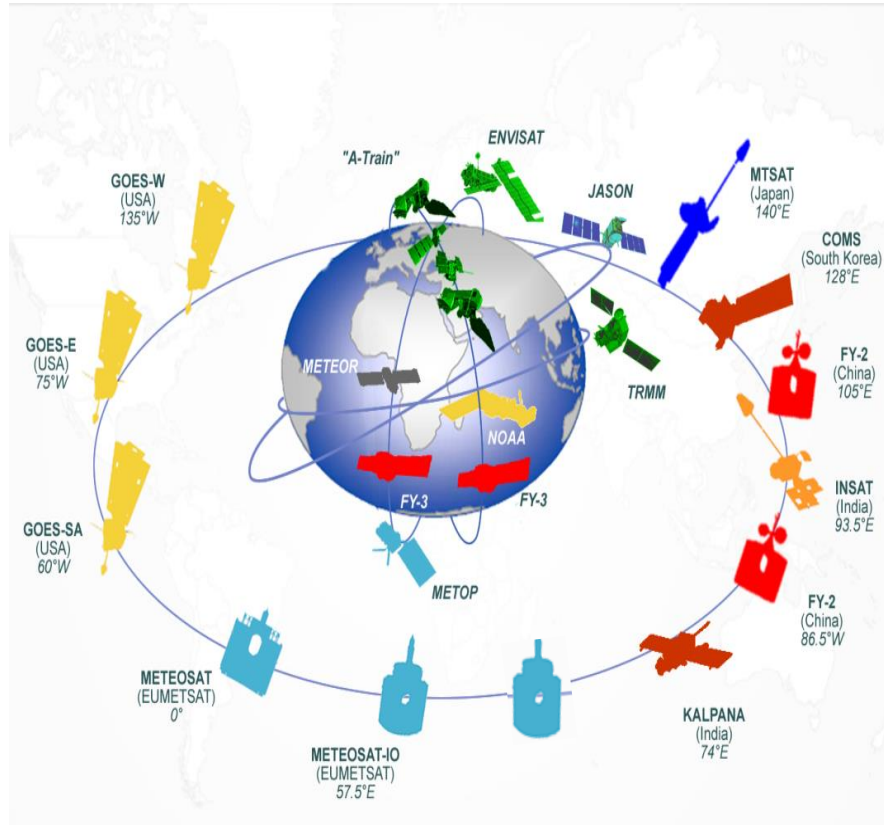 "A-Train"
ENVISAT
JASON
MTSAT
(Japan)
140°E
GOES-W
(USA)
135°W
COMS
(South Korea)
128°E
GOES-E
(USA)
75°W
FY-2
(China)
105°E
METEOR
TRMM
NOAA
INSAT
(India)
93.5°E
GOES-SA
(USA)
60°W
FY-3
FY-3
METOP
FY-2
(China)
86.5°W
METEOSAT
(EUMETSAT)
0°
KALPANA
(India)
74°E
METEOSAT-IO
(EUMETSAT)
57.5°E